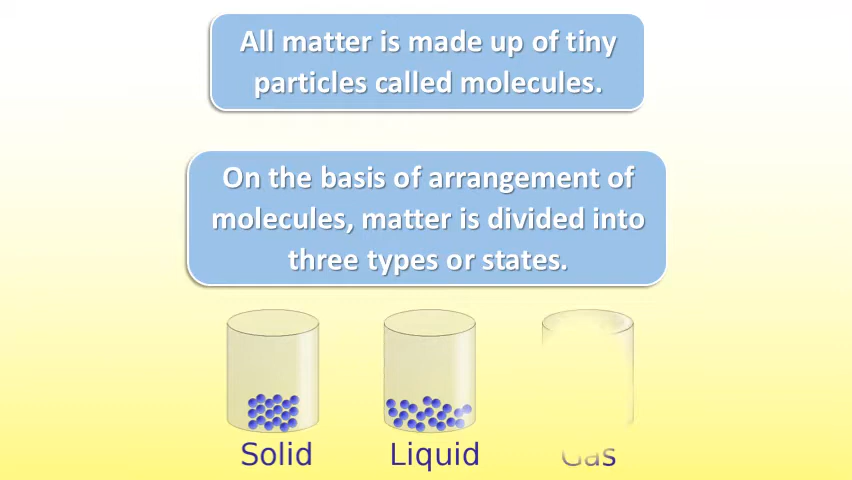 All matter is made up of tiny
particles called molecules.
On the basis of arrangement of
molecules, matter is divided into
three types or states.
Solid Liquid Gas